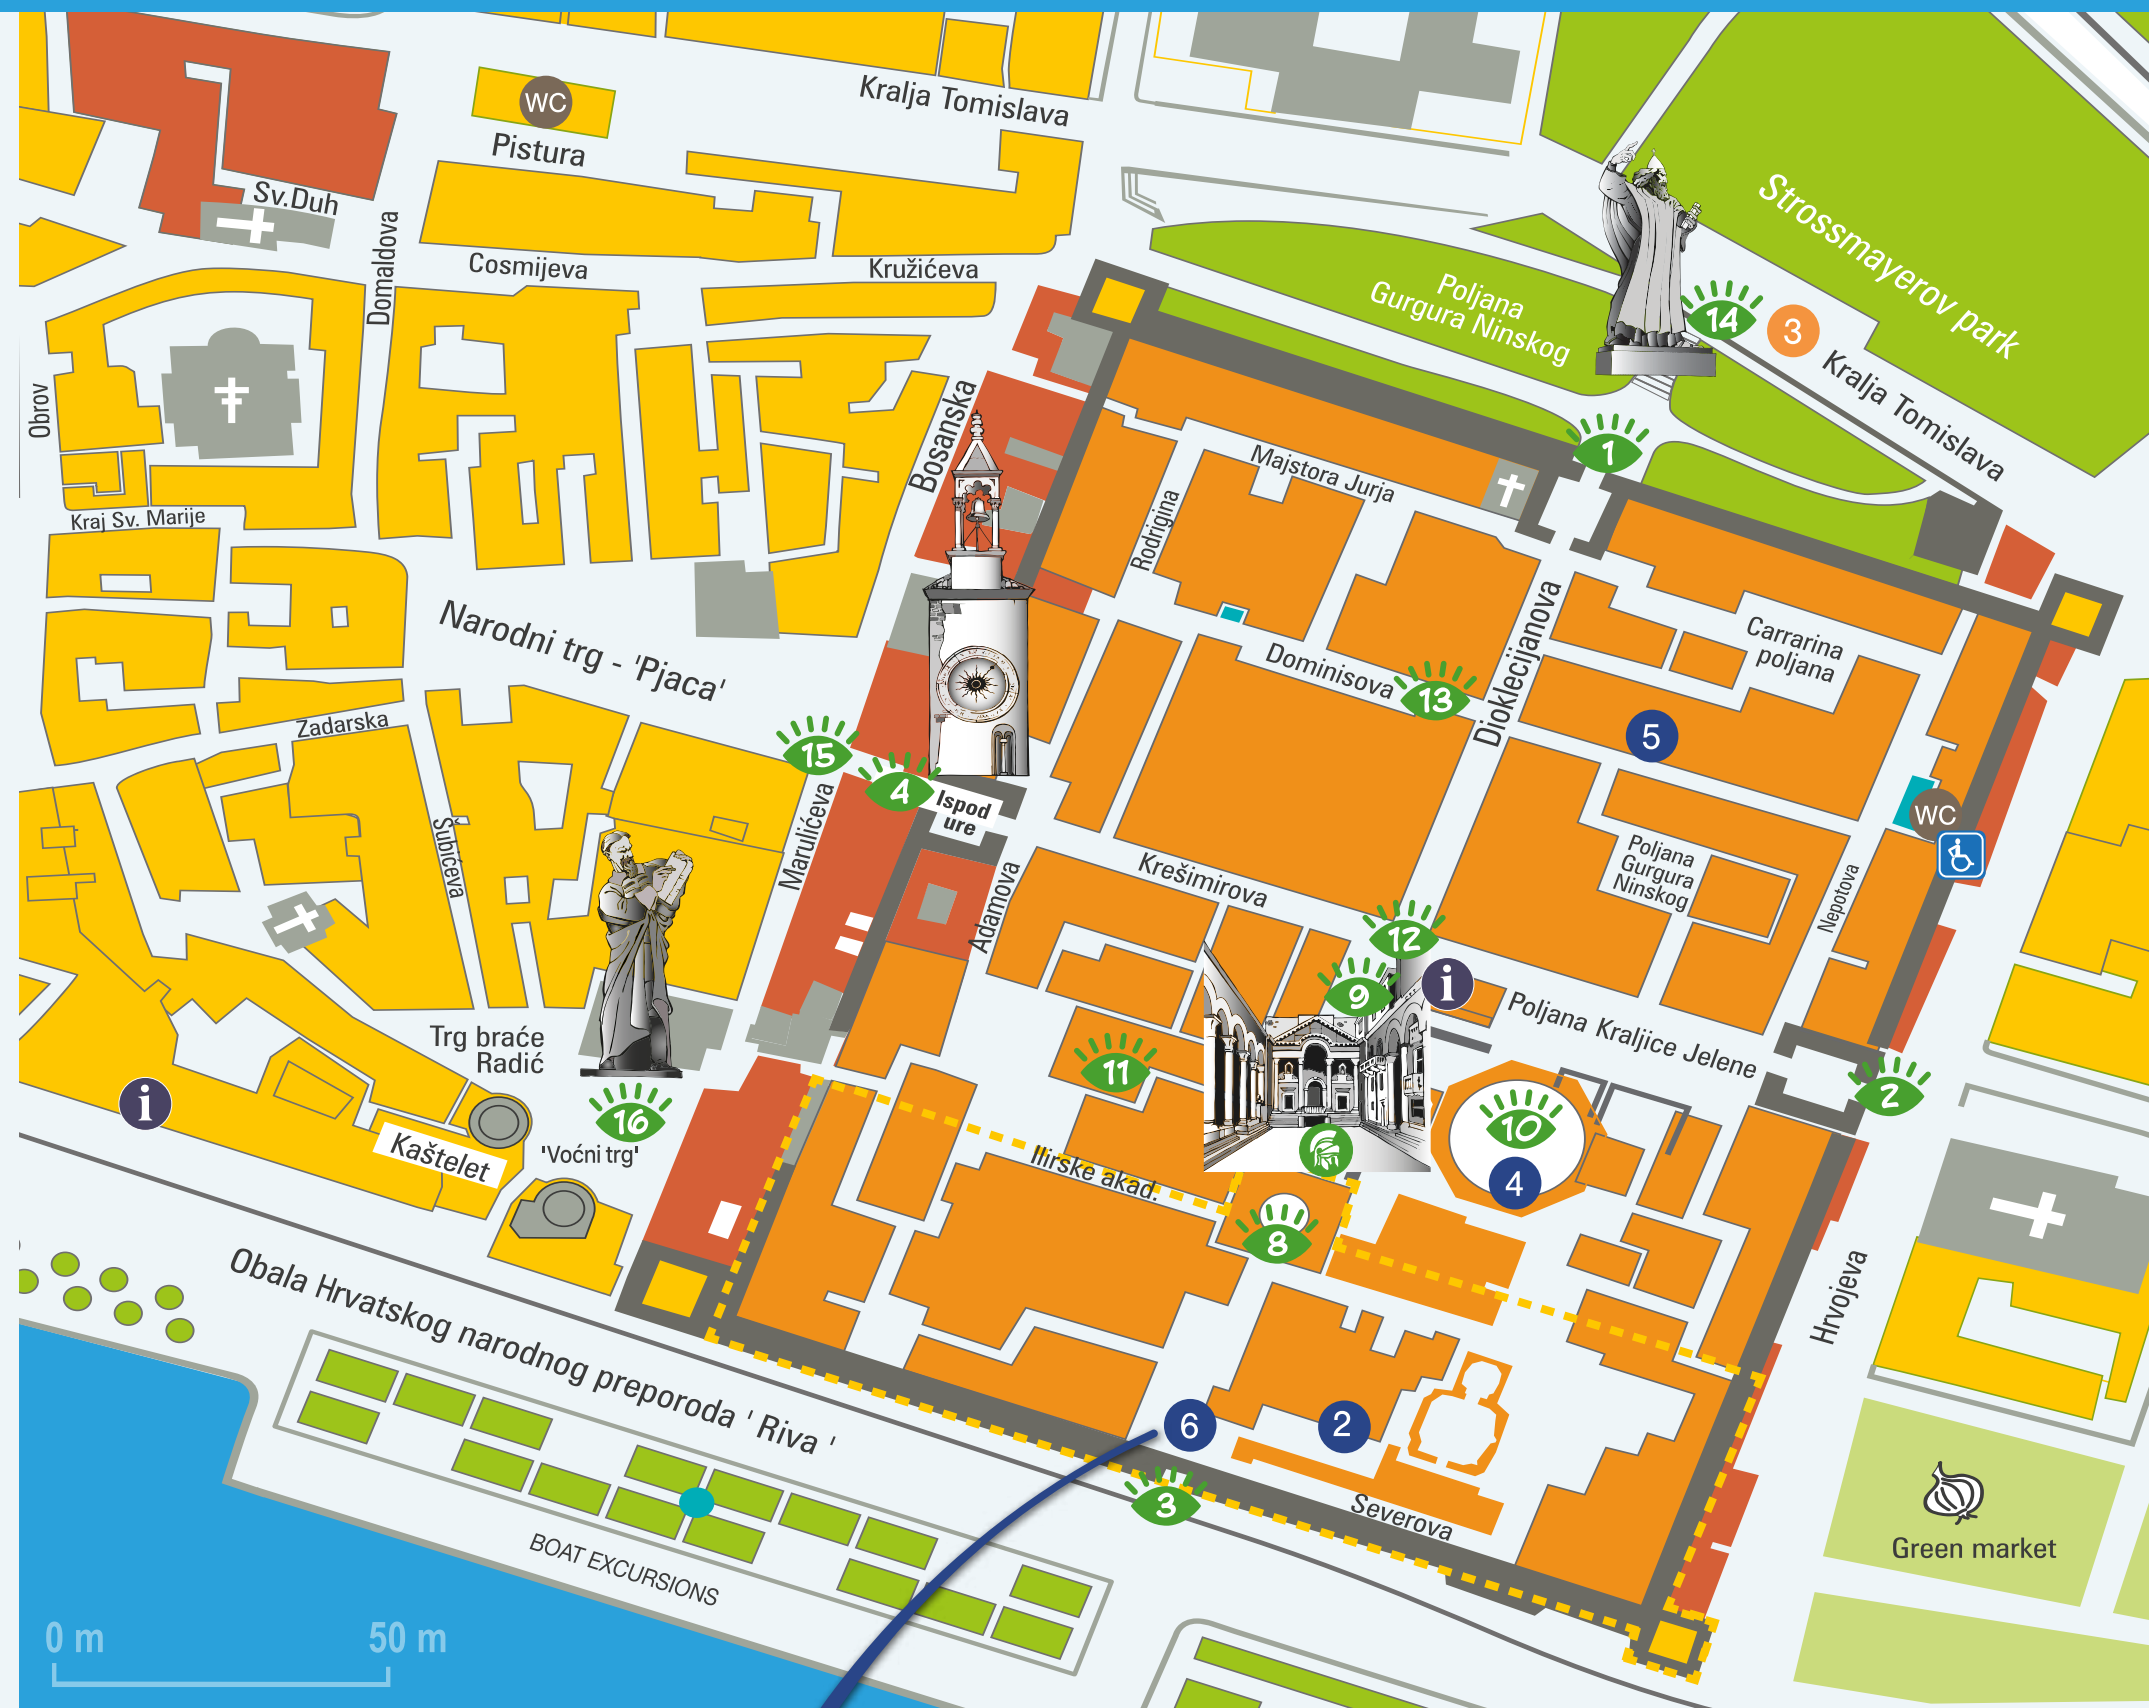 Kralja Tomislava
WC
Pistura
Sv.Duh
Domaldova
Cosmijeva
Kružićeva
Strossmayerov park
Poljana
Gurgura Ninskog
14
3
Kralja Tomislava
Obrov
Bosanska
1
Majstora Jurja
Rodrigina
Kraj Sv. Marije
Narodni trg - 'Pjaca'
Dioklecijanova
Carrarina
poljana
Dominisova
13
5
Zadarska
15
4
Ispod
ure
Marulićeva
Šubićeva
WC
Poljana
Gurgura
Ninskog
Nepotova
Krešimirova
Adamova
12
9
i
Poljana Kraljice Jelene
Trg braće
Radić
11
2
i
16
10
4
Kaštelet
'Voćni trg'
Ilirske akad.
8
Hrvojeva
Obala Hrvatskog narodnog preporoda ' Riva '
6
2
3
Severova
Green market
BOAT EXCURSIONS
0 m
50 m